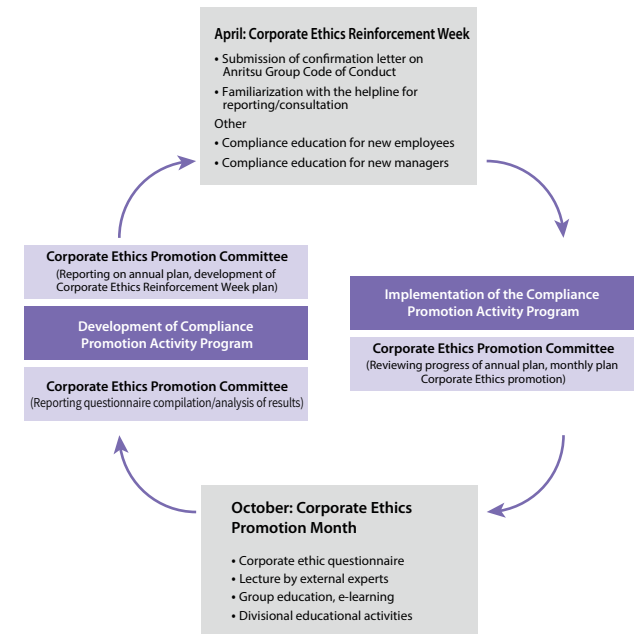 April: Corporate Ethics Reinforcement Week
• Submission of confirmation letter on
Anritsu Group Code of Conduct
• Familiarization with the helpline for
reporting/consultation
Other
• Compliance education for new employees
• Compliance education for new managers
Corporate Ethics Promotion Committee
(Reporting on annual plan, development of
Corporate Ethics Reinforcement Week plan)
Development of Compliance
Promotion Activity Program
Corporate Ethics Promotion Committee
(Reporting questionnaire compilation/analysis of results)
Implementation of the Compliance
Promotion Activity Program
Corporate Ethics Promotion Committee
(Reviewing progress of annual plan, monthly plan
Corporate Ethics promotion)
October: Corporate Ethics
Promotion Month
• Corporate ethic questionnaire
• Lecture by external experts
• Group education, e-learning
• Divisional educational activities